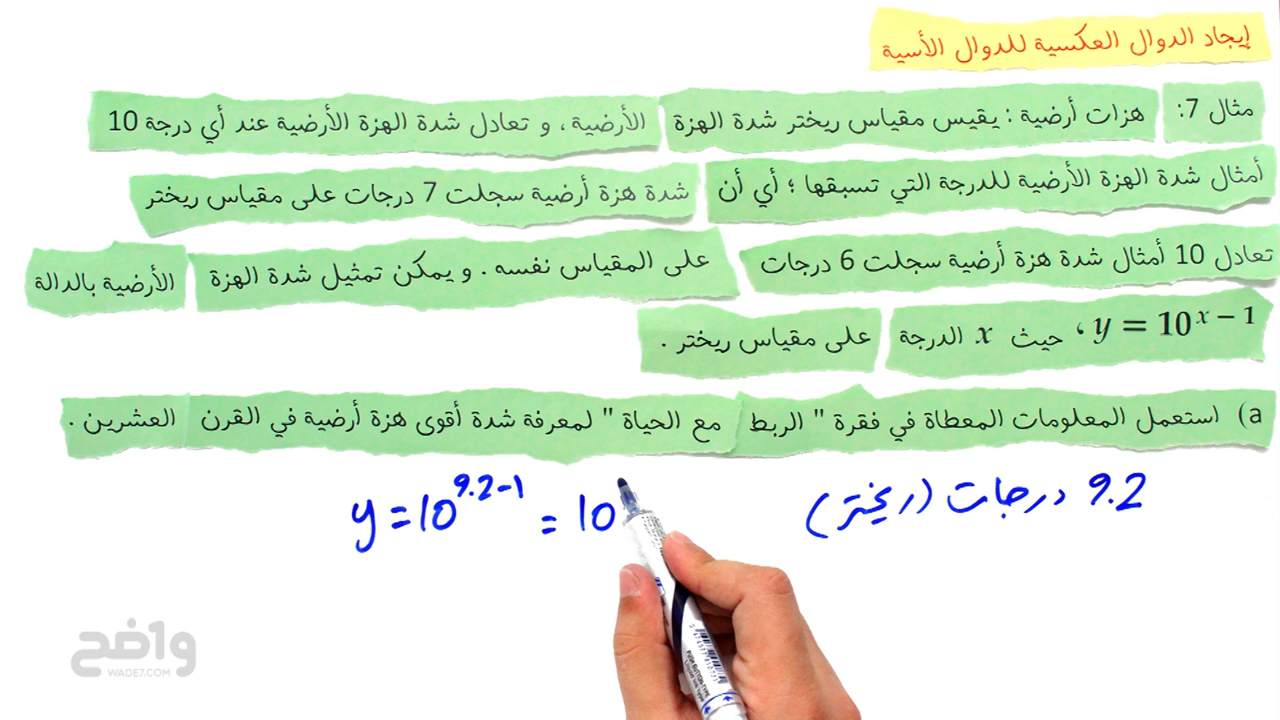 إيجاد الدوال العكسية للدوال الأسية
مثال 7: هزات أرضية : يقيس مقياس ريختر شدة الهزة الأرضية ، و تعادل شدة الهزة الأرضية عند أي درجة 10
أمثال شدة الهزة الأرضية للدرجة التي تسبقها ؛ أي أن شدة هزة أرضية سجلت 7 درجات على مقياس ريختر
تعادل 10 أمثال شدة هزة أرضية سجلت 6 درجات على المقياس نفسه . و يمكن تمثيل شدة الهزة الأرضية بالدالة
y = 10^{x - 1} ، حيث x الدرجة على مقياس ريختر .
a) استعمل المعلومات المعطاة في فقرة " الربط مع الحياة " لمعرفة شدة أقوى هزة أرضية في القرن العشرين .
9.2 درجات (ريختر)
y = 10^{9.2-1} = 10
واضح
WADE7.COM